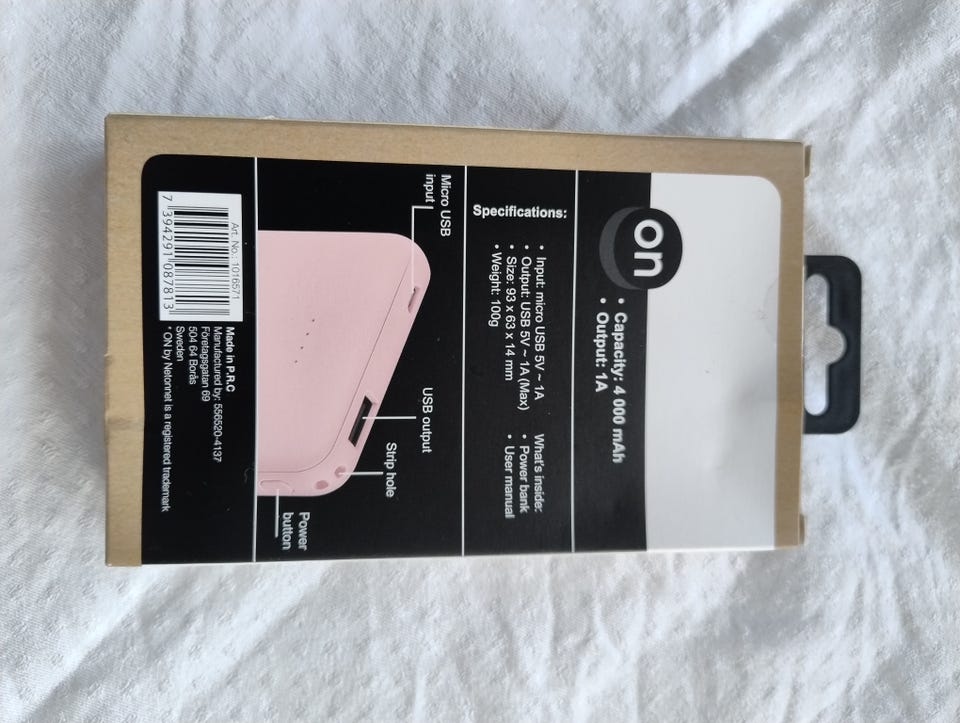 on
• Capacity: 4 000 mAh
• Output: 1A
Specifications:
• Input: micro USB 5V ~ 1A
• Output: USB 5V ~ 1A (Max)
• Size: 93 x 63 x 14 mm
• Weight: 100g
What's inside:
• Power bank
• User manual
Micro USB
input
USB output
Strip hole
Power
button
Art. No.: 1016571
7 394291 087813
Made in P.R.C
Manufactured by: 556520-4137
Företagsgatan 69
504 64 Borås
Sweden
* ON by Netonnet is a registered trademark